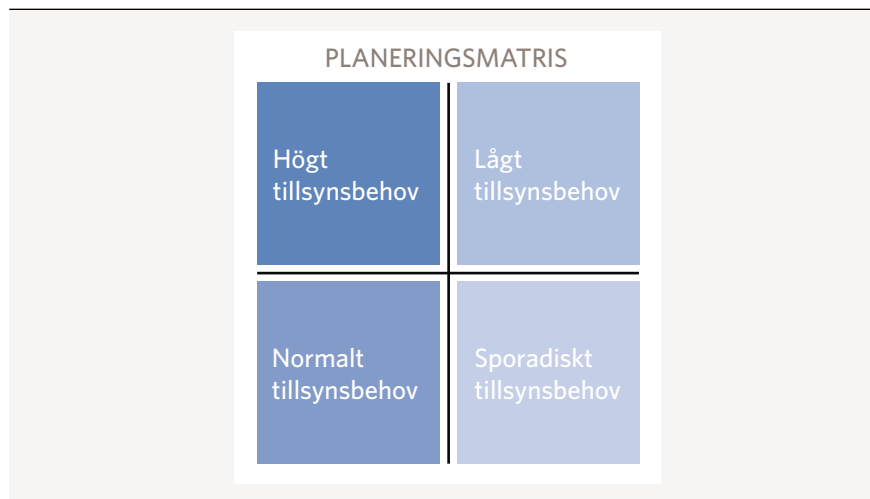 PLANERINGSMATRIS
Högt
tillsynsbehov
Lågt
tillsynsbehov
Normalt
tillsynsbehov
Sporadiskt
tillsynsbehov